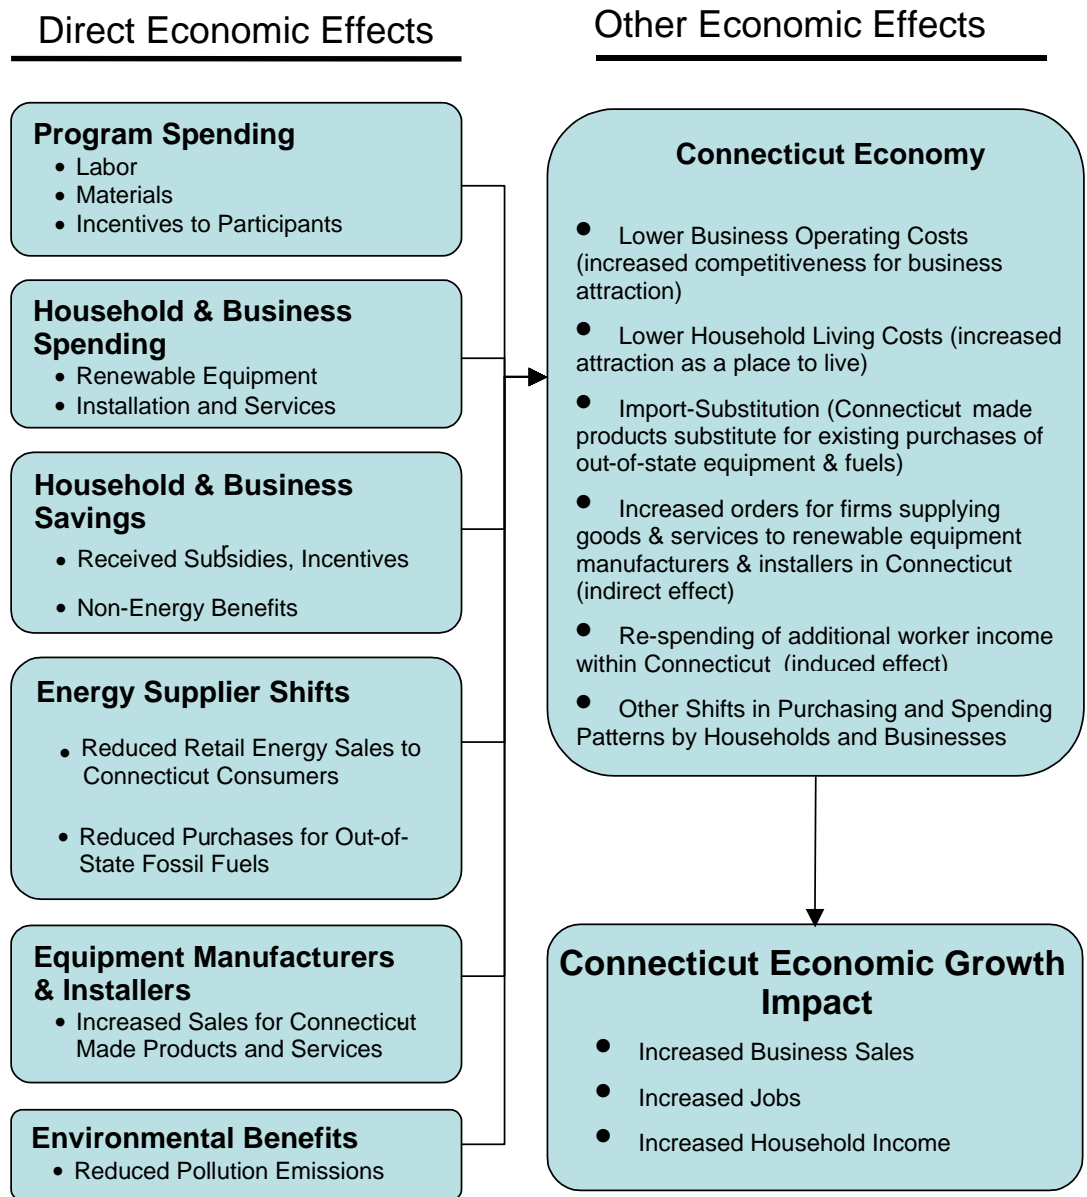 Direct Economic Effects
Program Spending
• Labor
• Materials
• Incentives to Participants
Household & Business
Spending
• Renewable Equipment
• Installation and Services
Household & Business
Savings
• Received Subsidies, Incentives
r
• Non-Energy Benefits
Energy Supplier Shifts
• Reduced Retail Energy Sales to
Connecticut Consumers
• Reduced Purchases for Out-of-
State Fossil Fuels
Equipment Manufacturers
& Installers
• Increased Sales for Connecticut-
Made Products and Services
Environmental Benefits
• Reduced Pollution Emissions
Other Economic Effects
Connecticut Economy
• Lower Business Operating Costs
(increased competitiveness for business
attraction)
• Lower Household Living Costs (increased
attraction as a place to live)
• Import-Substitution (Connecticut- made
products substitute for existing purchases of
out-of-state equipment & fuels)
• Increased orders for firms supplying
goods & services to renewable equipment
manufacturers & installers in Connecticut
(indirect effect)
• Re-spending of additional worker income
within Connecticut (induced effect)
• Other Shifts in Purchasing and Spending
Patterns by Households and Businesses
Connecticut Economic Growth
Impact
• Increased Business Sales
• Increased Jobs
• Increased Household Income